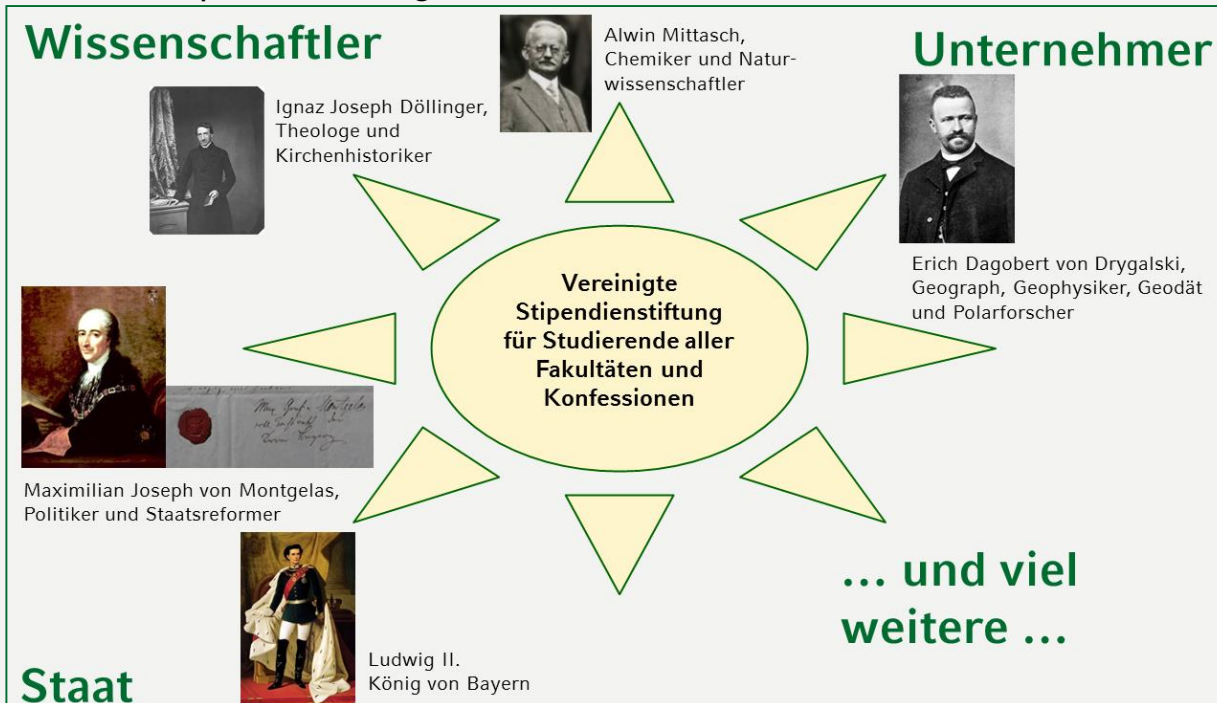 Wissenschaftler
Alwin Mittasch,
Chemiker und Natur-
wissenschaftler
Unternehmer
Ignaz Joseph Döllinger,
Theologe und
Kirchenhistoriker
Erich Dagobert von Drygalski,
Geograph, Geophysiker, Geodät
und Polarforscher
Vereinigte
Stipendienstiftung
für Studierende aller
Fakultäten und
Konfessionen
Maximilian Joseph von Montgelas,
Politiker und Staatsreformer
... und viel
weitere ...
Ludwig II.
König von Bayern
Staat